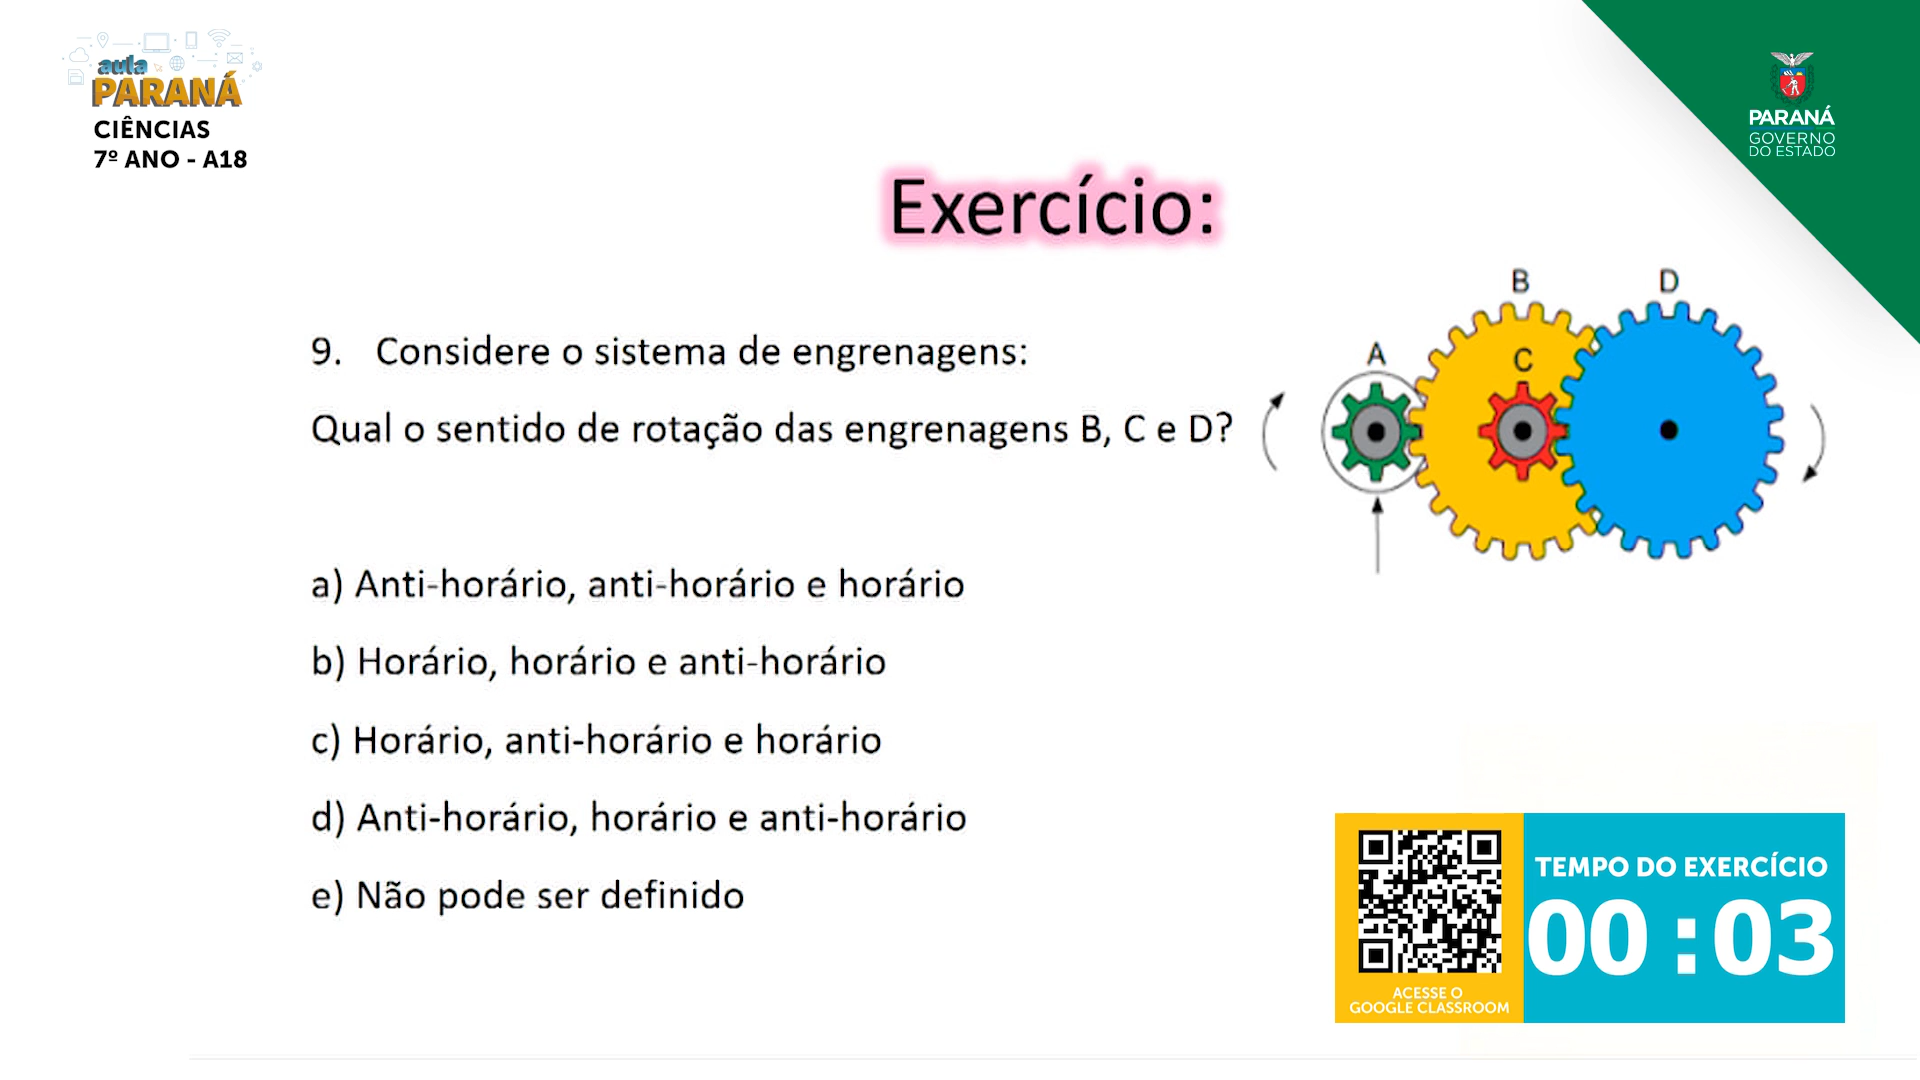 aula
PARANÁ
CIÊNCIAS
7º ANO - A18
PARANÁ
GOVERNO
DO ESTADO
Exercício:
9. Considere o sistema de engrenagens:
Qual o sentido de rotação das engrenagens B, C e D?
A
B
C
D
a) Anti-horário, anti-horário e horário
b) Horário, horário e anti-horário
c) Horário, anti-horário e horário
d) Anti-horário, horário e anti-horário
e) Não pode ser definido
ACESSE O
GOOGLE CLASSROOM
TEMPO DO EXERCÍCIO
00:03